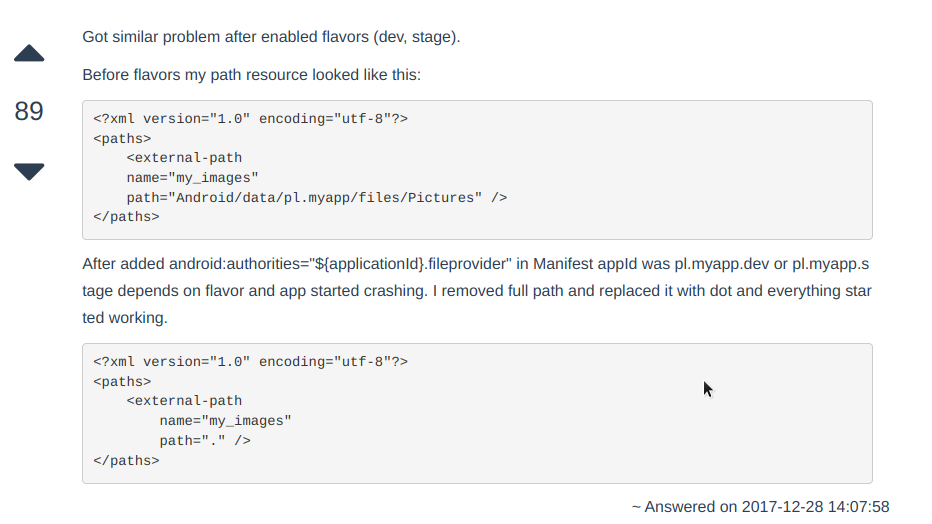 Got similar problem after enabled flavors (dev, stage).
Before flavors my path resource looked like this:
89
<?xml version="1.0" encoding="utf-8"?>
<paths>
    <external-path
    name="my_images"
    path="Android/data/pl.myapp/files/Pictures" />
</paths>
After added android:authorities="${applicationId}.fileprovider" in Manifest appId was pl.myapp.dev or pl.myapp.s
tage depends on flavor and app started crashing. I removed full path and replaced it with dot and everything star
ted working.
<?xml version="1.0" encoding="utf-8"?>
<paths>
    <external-path
        name="my_images"
        path="." />
</paths>
~ Answered on 2017-12-28 14:07:58